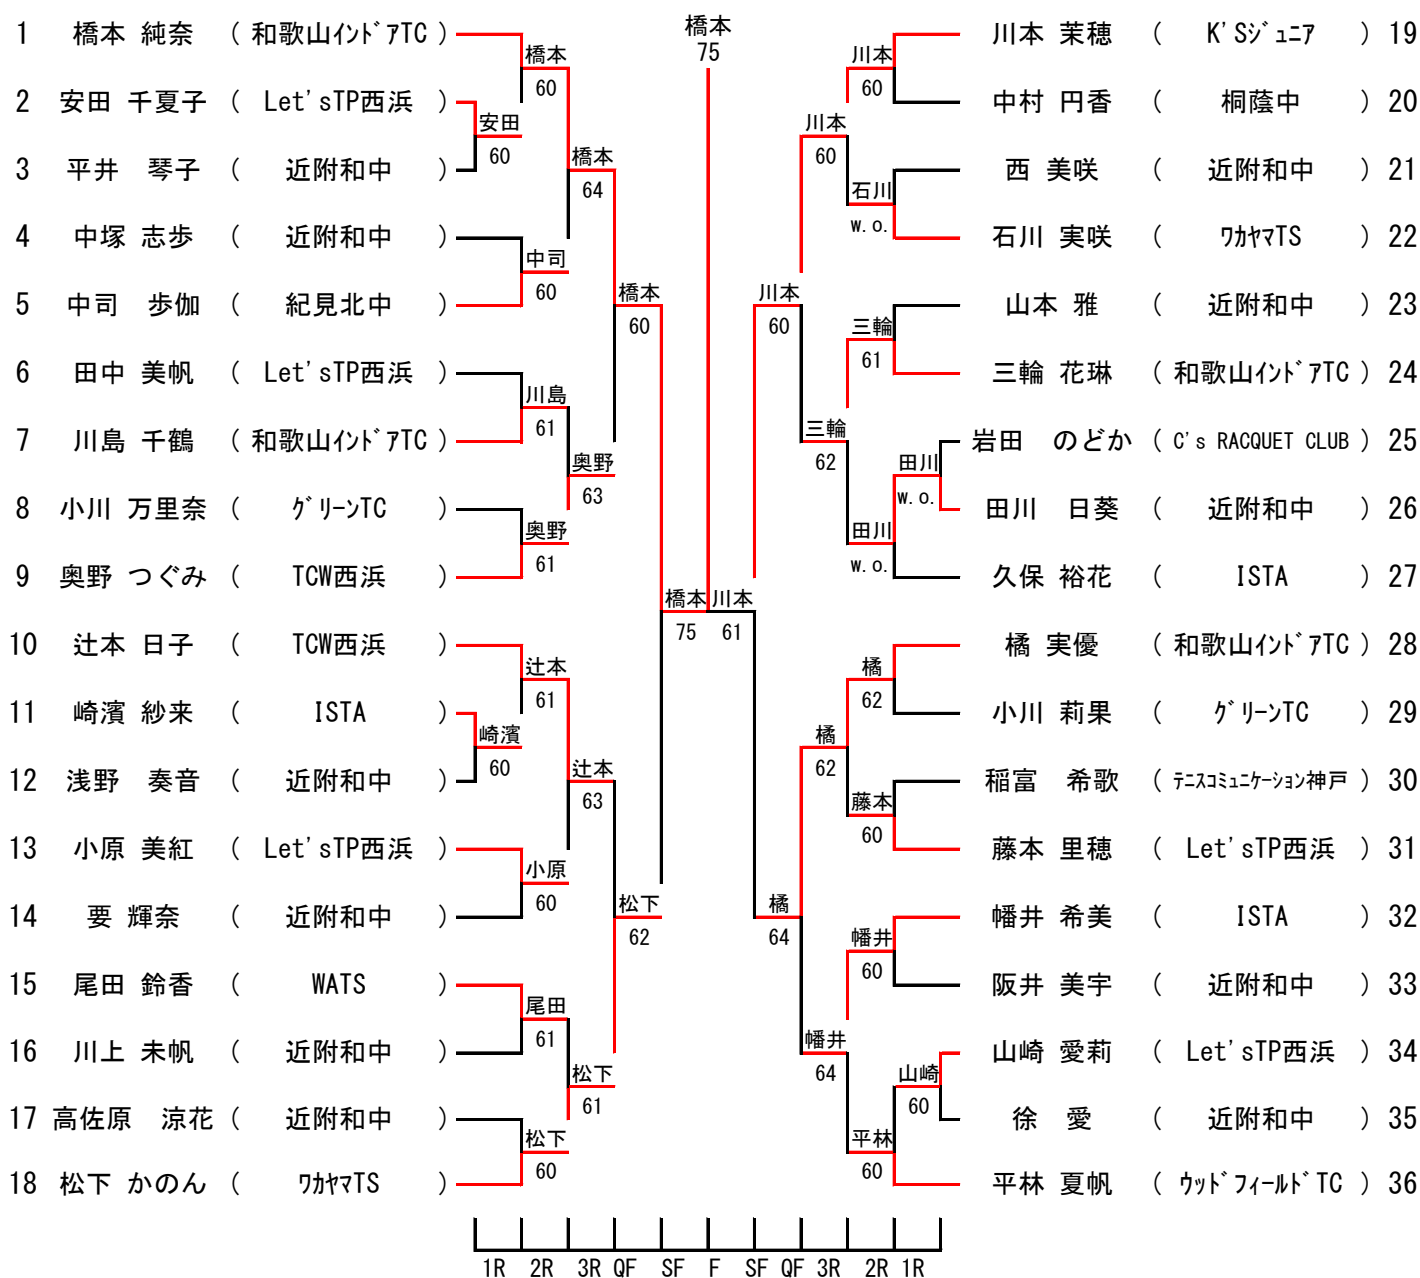 1 橋本 純奈 ( 和歌山ｲﾝﾄﾞｱTC )
2 安田 千夏子 ( Let'sTP西浜 )
3 平井 琴子 ( 近附和中 )
4 中塚 志歩 ( 近附和中 )
5 中司 歩伽 ( 紀見北中 )
6 田中 美帆 ( Let'sTP西浜 )
7 川島 千鶴 ( 和歌山ｲﾝﾄﾞｱTC )
8 小川 万里奈 ( ｸﾞﾘｰﾝTC )
9 奥野 つぐみ ( TCW西浜 )
10 辻本 日子 ( TCW西浜 )
11 崎濱 紗来 ( ISTA )
12 浅野 奏音 ( 近附和中 )
13 小原 美紅 ( Let'sTP西浜 )
14 要 輝奈 ( 近附和中 )
15 尾田 鈴香 ( WATS )
16 川上 未帆 ( 近附和中 )
17 高佐原 涼花 ( 近附和中 )
18 松下 かのん ( ﾜｶﾔﾏTS )
安田
60
崎濱
60
橋本
60
中司
60
川島
61
奥野
61
辻本
61
小原
60
尾田
61
松下
60
橋本
64
奥野
63
辻本
63
松下
61
橋本
60
松下
62
橋本
75
橋本
75
川本
61
川本
60
橘
64
川本
60
三輪
62
橘
62
幡井
64
川本
60
石川
w.o.
三輪
61
田川
w.o.
橘
62
藤本
60
幡井
60
平林
60
田川
w.o.
山崎
60
川本 茉穂 ( K'Sｼﾞｭﾆｱ ) 19
中村 円香 ( 桐蔭中 ) 20
西 美咲 ( 近附和中 ) 21
石川 実咲 ( ﾜｶﾔﾏTS ) 22
山本 雅 ( 近附和中 ) 23
三輪 花琳 ( 和歌山ｲﾝﾄﾞｱTC ) 24
岩田 のどか ( C's RACQUET CLUB ) 25
田川 日葵 ( 近附和中 ) 26
久保 裕花 ( ISTA ) 27
橘 実優 ( 和歌山ｲﾝﾄﾞｱTC ) 28
小川 莉果 ( ｸﾞﾘｰﾝTC ) 29
稲富 希歌 ( ﾃﾆｽｺﾐｭﾆｹｰｼｮﾝ神戸 ) 30
藤本 里穂 ( Let'sTP西浜 ) 31
幡井 希美 ( ISTA ) 32
阪井 美宇 ( 近附和中 ) 33
山崎 愛莉 ( Let'sTP西浜 ) 34
徐 愛 ( 近附和中 ) 35
平林 夏帆 ( ｳｯﾄﾞﾌｨｰﾙﾄﾞTC ) 36
1R 2R 3R QF SF F SF QF 3R 2R 1R